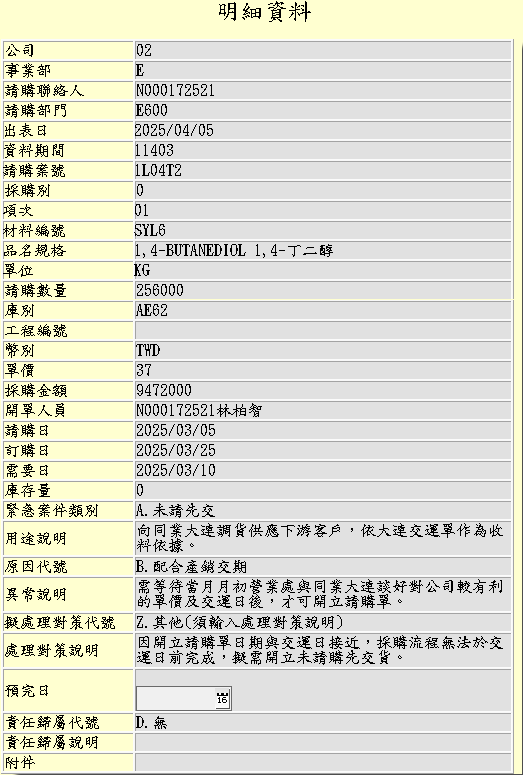 明細資料
公司 02
事業部 E
請購聯絡人 N000172521
請購部門 E600
出表日 2025/04/05
資料期間 11403
請購案號 1L04T2
採購別 0
項次 01
材料編號 SYL6
品名規格 1,4-BUTANEDIOL 1,4-丁二醇
單位 KG
請購數量 256000
庫別 AE62
工程編號
幣別 TWD
單價 37
採購金額 9472000
開單人員 N000172521林柏智
請購日 2025/03/05
訂購日 2025/03/25
需要日 2025/03/10
庫存量 0
緊急案件類別 A.未請先交
用途說明 向同業大連調貨供應下游客戶，依大連交運單作為收
料依據。
原因代號 B.配合產銷交期
異常說明 需等待當月月初營業處與同業大連談好對公司較有利
的單價及交運日後，才可開立請購單。
擬處理對策代號 Z.其他(須輸入處理對策說明)
處理對策說明 因開立請購單日期與交運日接近，採購流程無法於交
運日前完成，擬需開立未請購先交貨。
預完日 16
責任歸屬代號 D.無
責任歸屬說明
附件